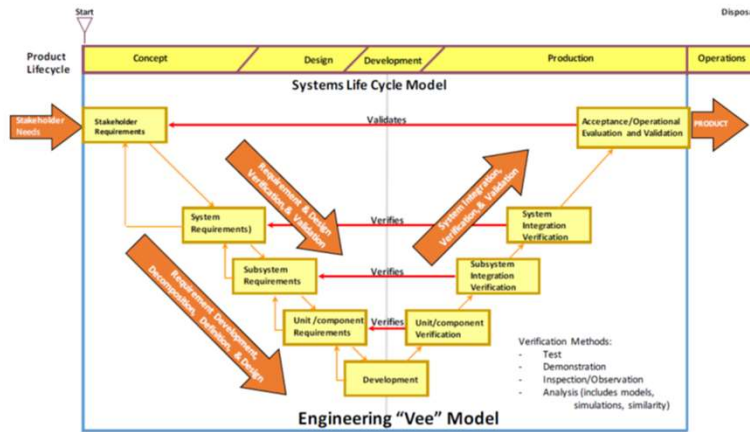 Start
Disposa
Product
Lifecycle
Concept
Design
Development
Production
Operations
Systems Life Cycle Model
Stakeholder
Needs
Stakeholder
Requirements
Validates
Acceptance/Operational
Evaluation and Validation
PRODUCT
Requirement & Design
Verification, & Validation
System Integration,
Verification, & Validation
System
Requirements)
Verifies
System
Integration
Verification
Subsystem
Requirements
Verifies
Subsystem
Integration
Verification
Requirement Development,
Decomposition, Definition,
& Design
Unit /component
Requirements
Verifies
Unit/component
Verification
Development
Verification Methods:
- Test
- Demonstration
- Inspection/Observation
- Analysis (includes models,
simulations, similarity)
Engineering “Vee” Model